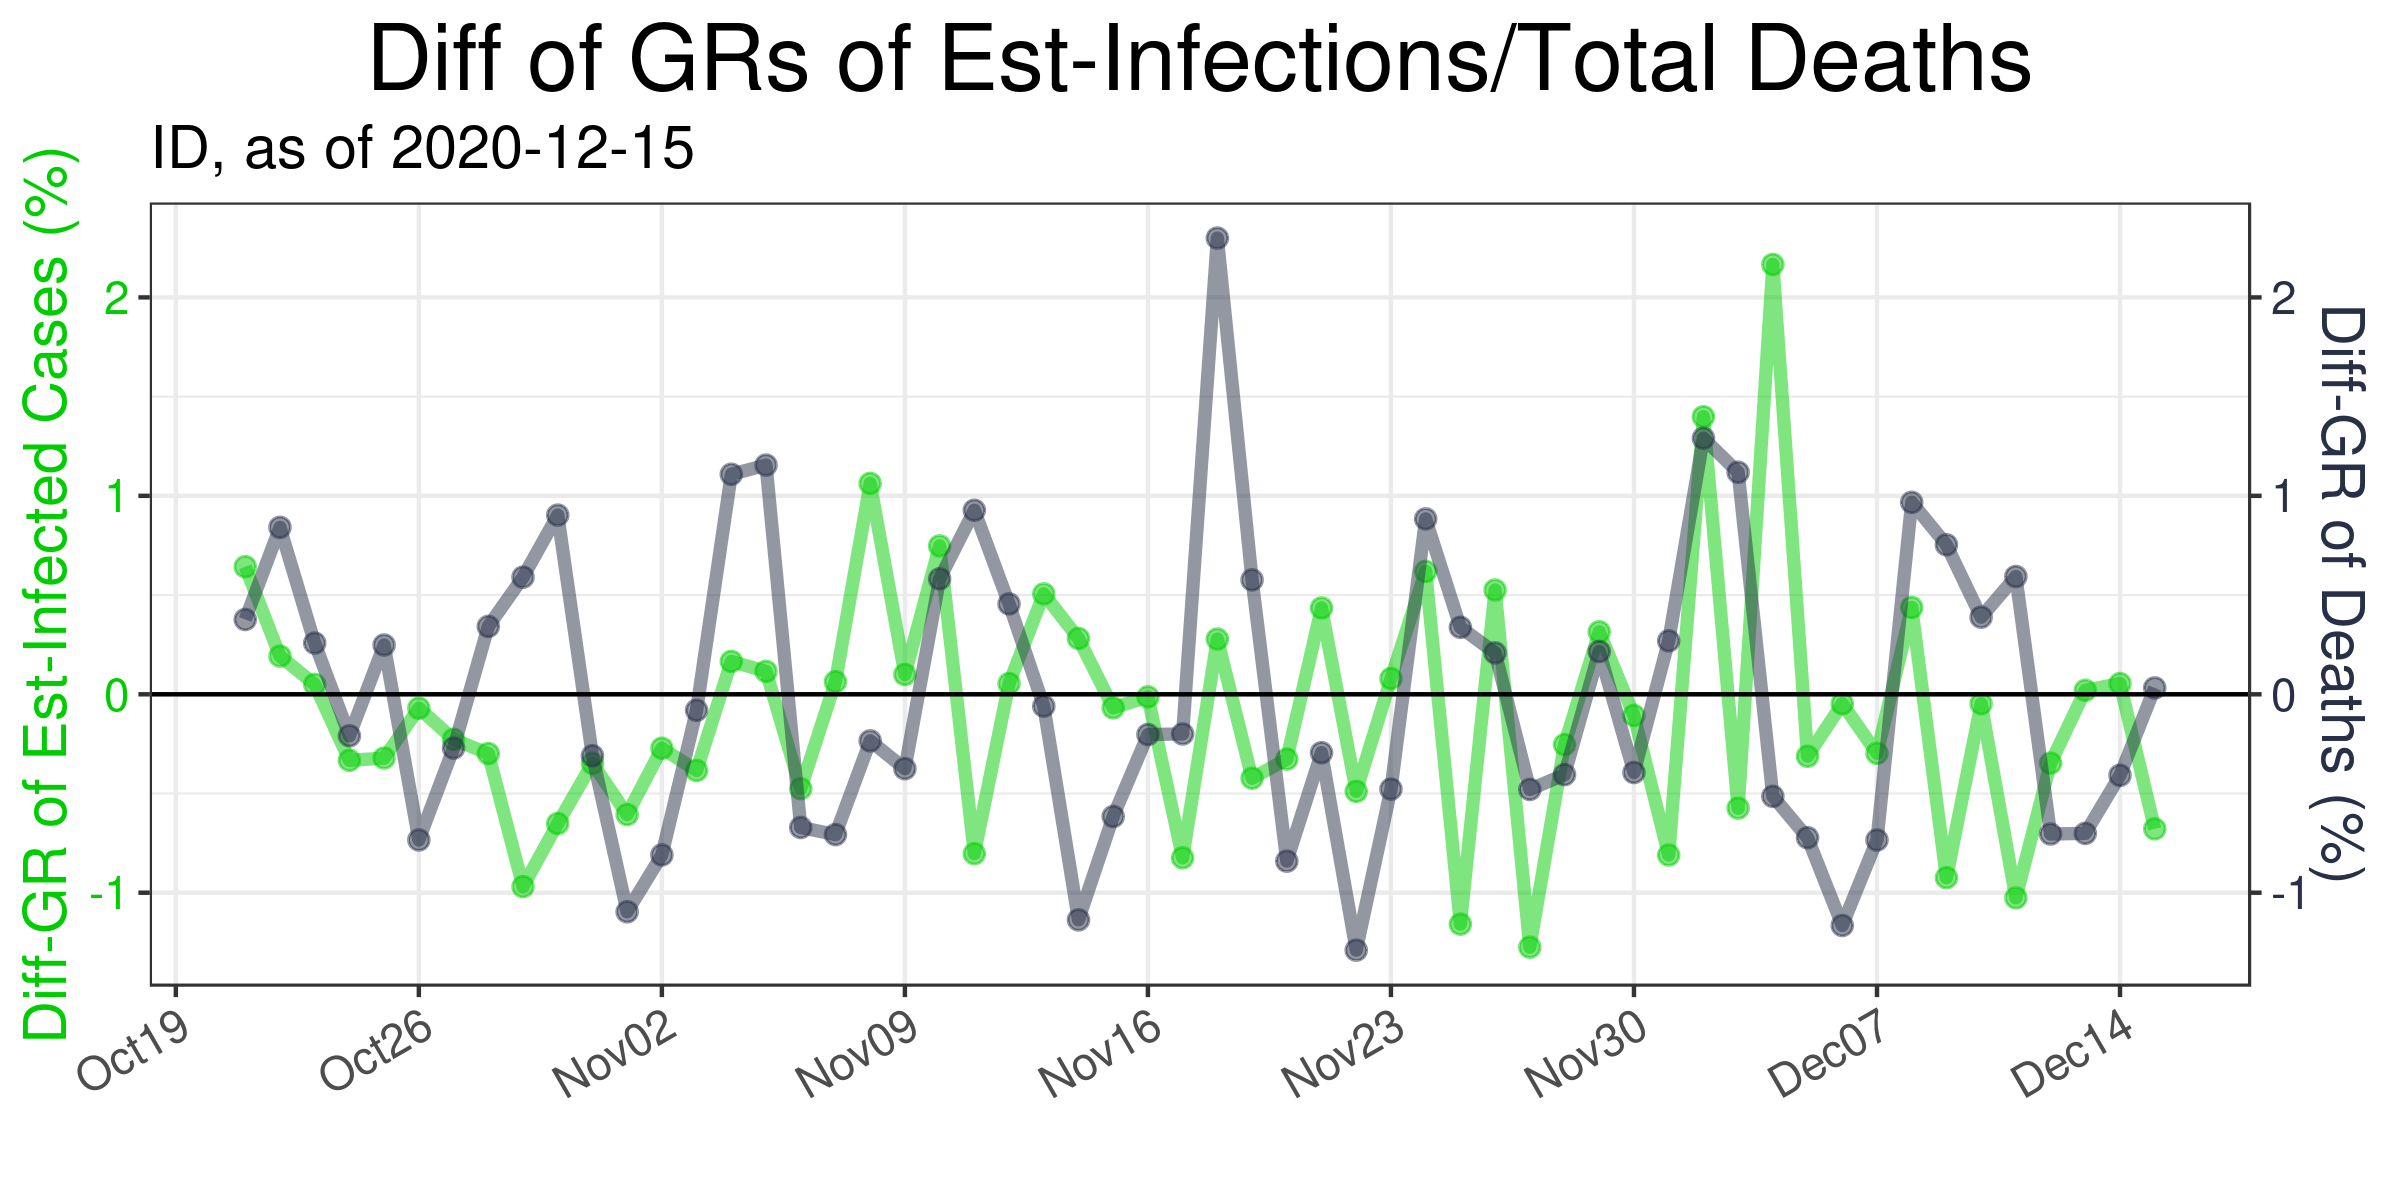 Diff of GRs of Est-Infections/Total Deaths
ID, as of 2020-12-15
Diff-GR of Est-Infected Cases (%)
2
1
0
-1
2
1
0
-1
Diff-GR of Deaths (%)
Oct19
Oct26
Nov02
Nov09
Nov16
Nov23
Nov30
Dec07
Dec14